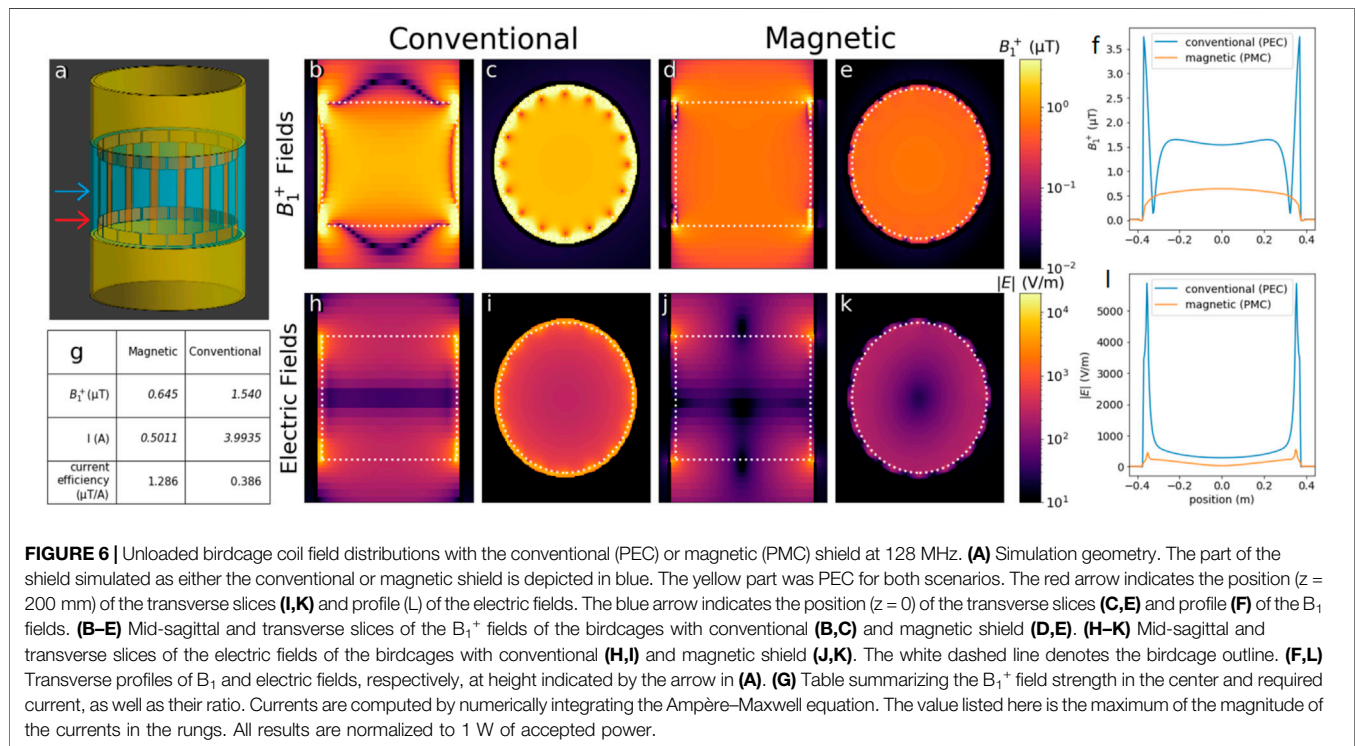 Conventional
Magnetic
a
b
c
d
e
B₁⁺ (μT)
10⁰
10⁻¹
10⁻²
B₁⁺ Fields
f
conventional (PEC)
magnetic (PMC)
B₁⁺ (μT)
3.5
3.0
2.5
2.0
1.5
1.0
0.5
0.0
−0.4 −0.2 0.0 0.2 0.4
g
Magnetic Conventional
B₁⁺(μT) 0.645 1.540
I (A) 0.5011 3.9935
current efficiency (μT/A) 1.286 0.386
Electric Fields
h
i
j
k
|E| (V/m)
10⁴
10³
10²
10¹
l
conventional (PEC)
magnetic (PMC)
|E| (V/m)
5000
4000
3000
2000
1000
0
−0.4 −0.2 0.0 0.2 0.4
position (m)
FIGURE 6 | Unloaded birdcage coil field distributions with the conventional (PEC) or magnetic (PMC) shield at 128 MHz. (A) Simulation geometry. The part of the
shield simulated as either the conventional or magnetic shield is depicted in blue. The yellow part was PEC for both scenarios. The red arrow indicates the position (z =
200 mm) of the transverse slices (I,K) and profile (L) of the electric fields. The blue arrow indicates the position (z = 0) of the transverse slices (C,E) and profile (F) of the B₁
fields. (B–E) Mid-sagittal and transverse slices of the B₁⁺ fields of the birdcages with conventional (B,C) and magnetic shield (D,E). (H–K) Mid-sagittal and
transverse slices of the electric fields of the birdcages with conventional (H,I) and magnetic shield (J,K). The white dashed line denotes the birdcage outline. (F,L)
Transverse profiles of B₁ and electric fields, respectively, at height indicated by the arrow in (A). (G) Table summarizing the B₁⁺ field strength in the center and required
current, as well as their ratio. Currents are computed by numerically integrating the Ampère–Maxwell equation. The value listed here is the maximum of the magnitude of
the currents in the rungs. All results are normalized to 1 W of accepted power.